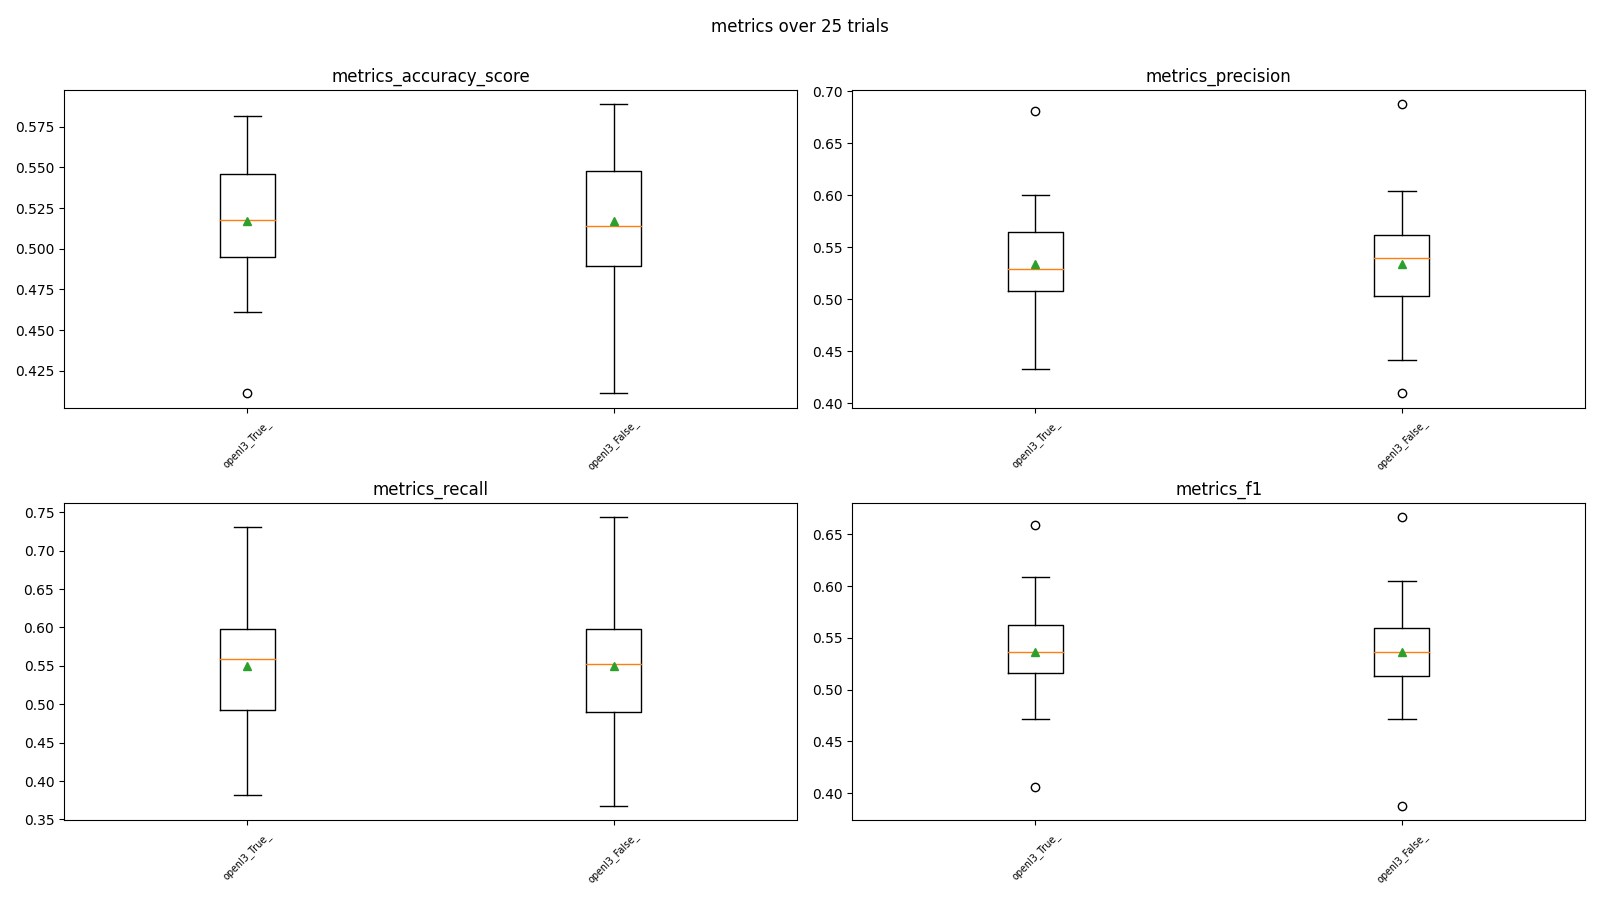 metrics over 25 trials
metrics_accuracy_score
0.575
0.550
0.525
0.500
0.475
0.450
0.425
openl3_True_
openl3_False_
metrics_precision
0.70
0.65
0.60
0.55
0.50
0.45
0.40
openl3_True_
openl3_False_
metrics_recall
0.75
0.70
0.65
0.60
0.55
0.50
0.45
0.40
0.35
openl3_True_
openl3_False_
metrics_f1
0.65
0.60
0.55
0.50
0.45
0.40
openl3_True_
openl3_False_